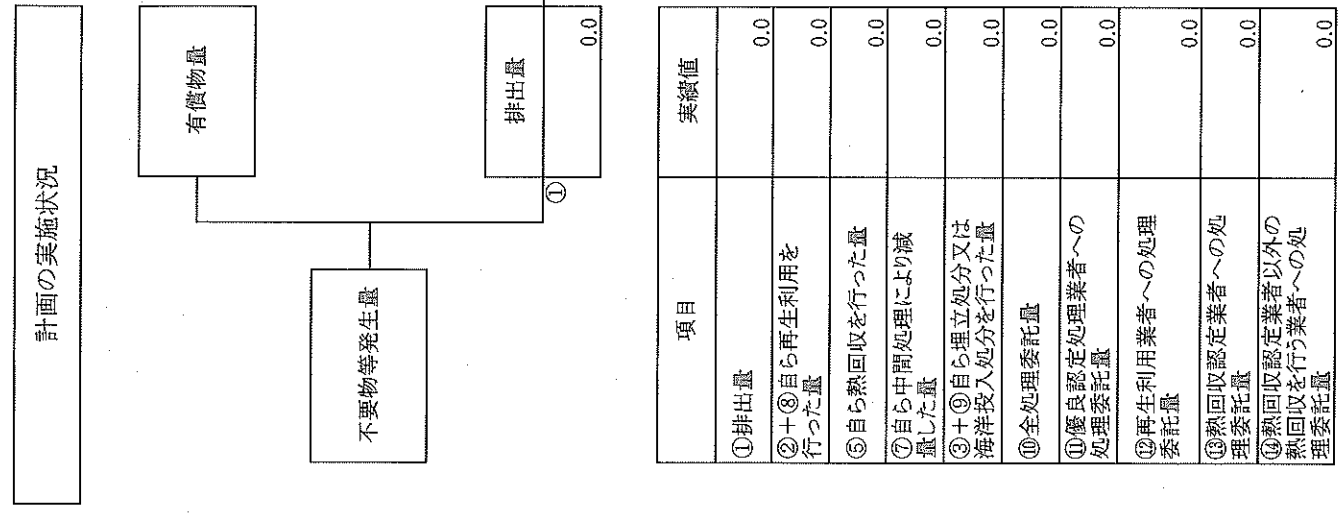 計画の実施状況
有償物量
不要物等発生量
排出量
①
0.0
項目
実績値
①排出量
0.0
②+⑧自ら再生利用を
行った量
0.0
⑤自ら熱回収を行った量
0.0
⑦自ら中間処理により減
量した量
0.0
③+⑨自ら埋立処分又は
海洋投入処分を行った量
0.0
⑩全処理委託量
0.0
⑪優良認定処理業者への
処理委託量
0.0
⑫再生利用業者への処理
委託量
0.0
⑬熱回収認定業者への処
理委託量
0.0
⑭熱回収認定業者以外の
熱回収を行う業者への処
理委託量
0.0